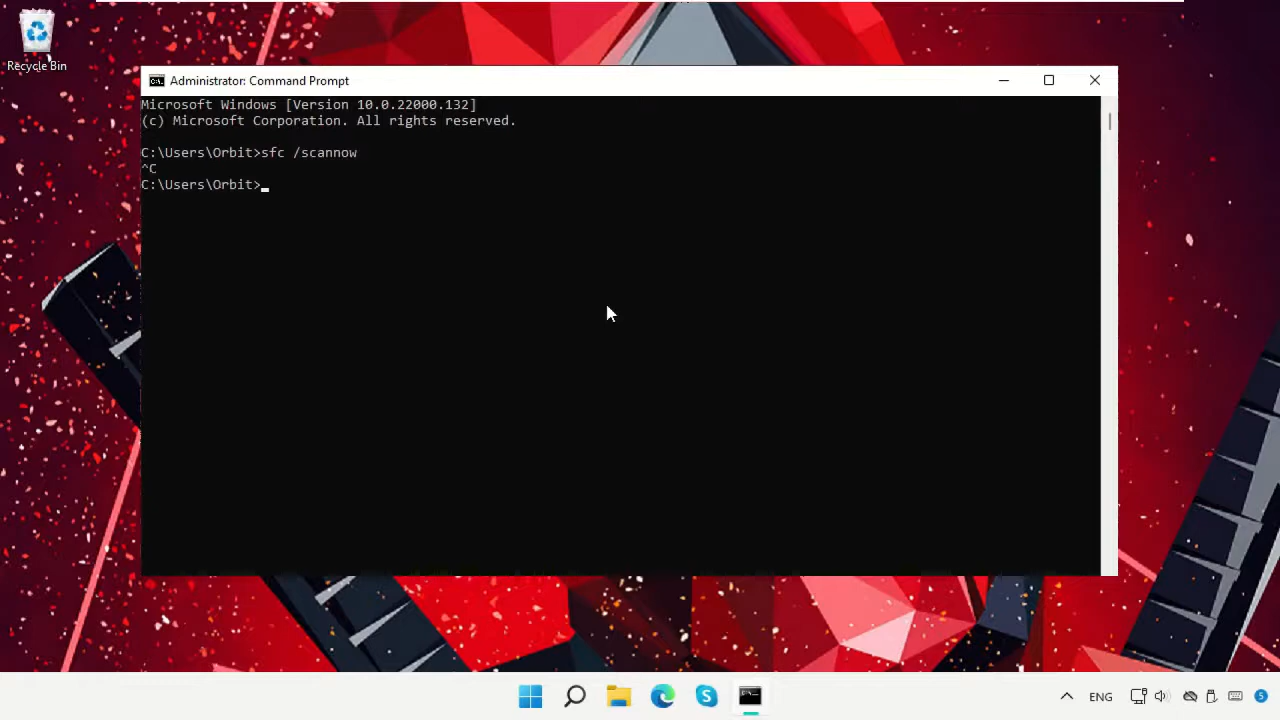 Recycle Bin
Administrator: Command Prompt
Microsoft Windows [Version 10.0.22000.132]
(c) Microsoft Corporation. All rights reserved.
C:\Users\Orbit>sfc /scannow
^C
C:\Users\Orbit>
ENG
5